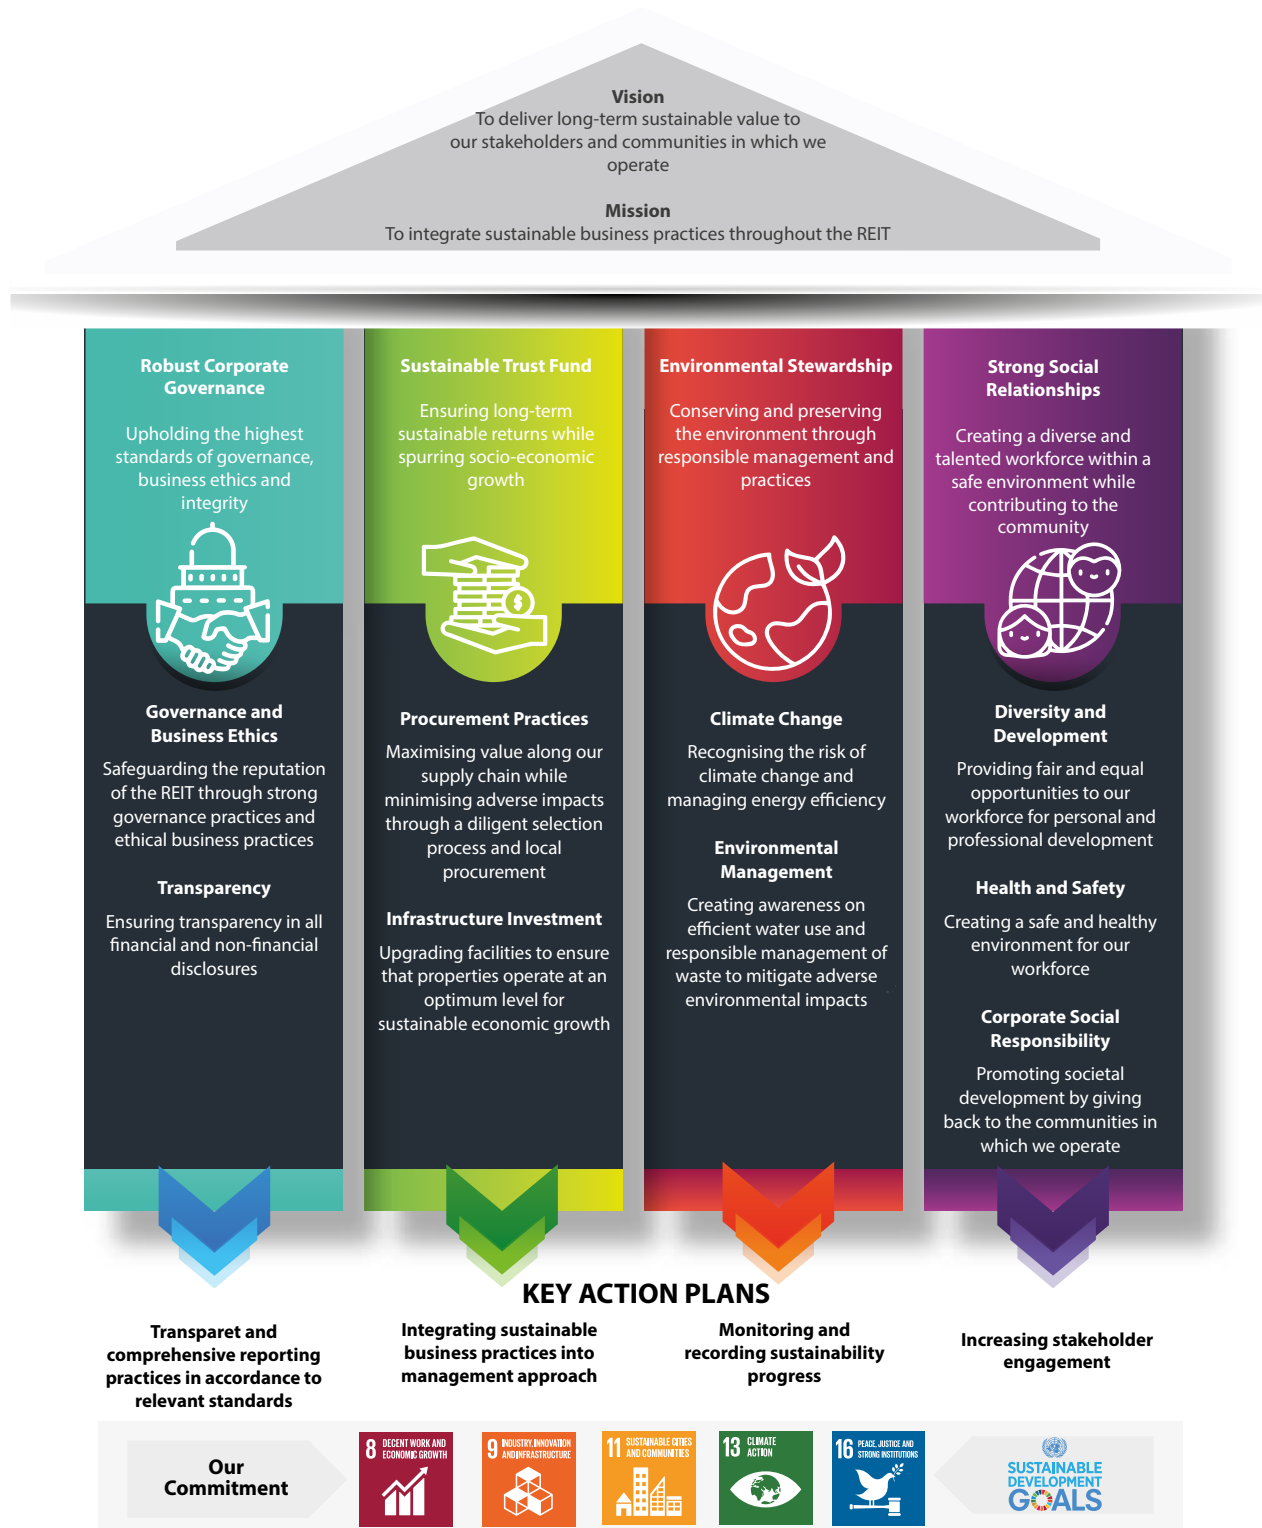 Vision
To deliver long-term sustainable value to
our stakeholders and communities in which we
operate
Mission
To integrate sustainable business practices throughout the REIT
Robust Corporate
Governance
Upholding the highest
standards of governance,
business ethics and
integrity
Governance and
Business Ethics
Safeguarding the reputation
of the REIT through strong
governance practices and
ethical business practices
Transparency
Ensuring transparency in all
financial and non-financial
disclosures
Sustainable Trust Fund
Ensuring long-term
sustainable returns while
spurring socio-economic
growth
$
Procurement Practices
Maximising value along our
supply chain while
minimising adverse impacts
through a diligent selection
process and local
procurement
Infrastructure Investment
Upgrading facilities to ensure
that properties operate at an
optimum level for
sustainable economic growth
Environmental Stewardship
Conserving and preserving
the environment through
responsible management and
practices
Climate Change
Recognising the risk of
climate change and
managing energy efficiency
Environmental
Management
Creating awareness on
efficient water use and
responsible management of
waste to mitigate adverse
environmental impacts
Strong Social
Relationships
Creating a diverse and
talented workforce within a
safe environment while
contributing to the
community
Diversity and
Development
Providing fair and equal
opportunities to our
workforce for personal and
professional development
Health and Safety
Creating a safe and healthy
environment for our
workforce
Corporate Social
Responsibility
Promoting societal
development by giving
back to the communities in
which we operate
KEY ACTION PLANS
Transparet and
comprehensive reporting
practices in accordance to
relevant standards
Integrating sustainable
business practices into
management approach
Monitoring and
recording sustainability
progress
Increasing stakeholder
engagement
Our
Commitment
8 DECENT WORK AND
ECONOMIC GROWTH
9 INDUSTRY, INNOVATION
AND INFRASTRUCTURE
11 SUSTAINABLE CITIES
AND COMMUNITIES
13 CLIMATE
ACTION
16 PEACE, JUSTICE AND
STRONG INSTITUTIONS
SUSTAINABLE
DEVELOPMENT
GOALS